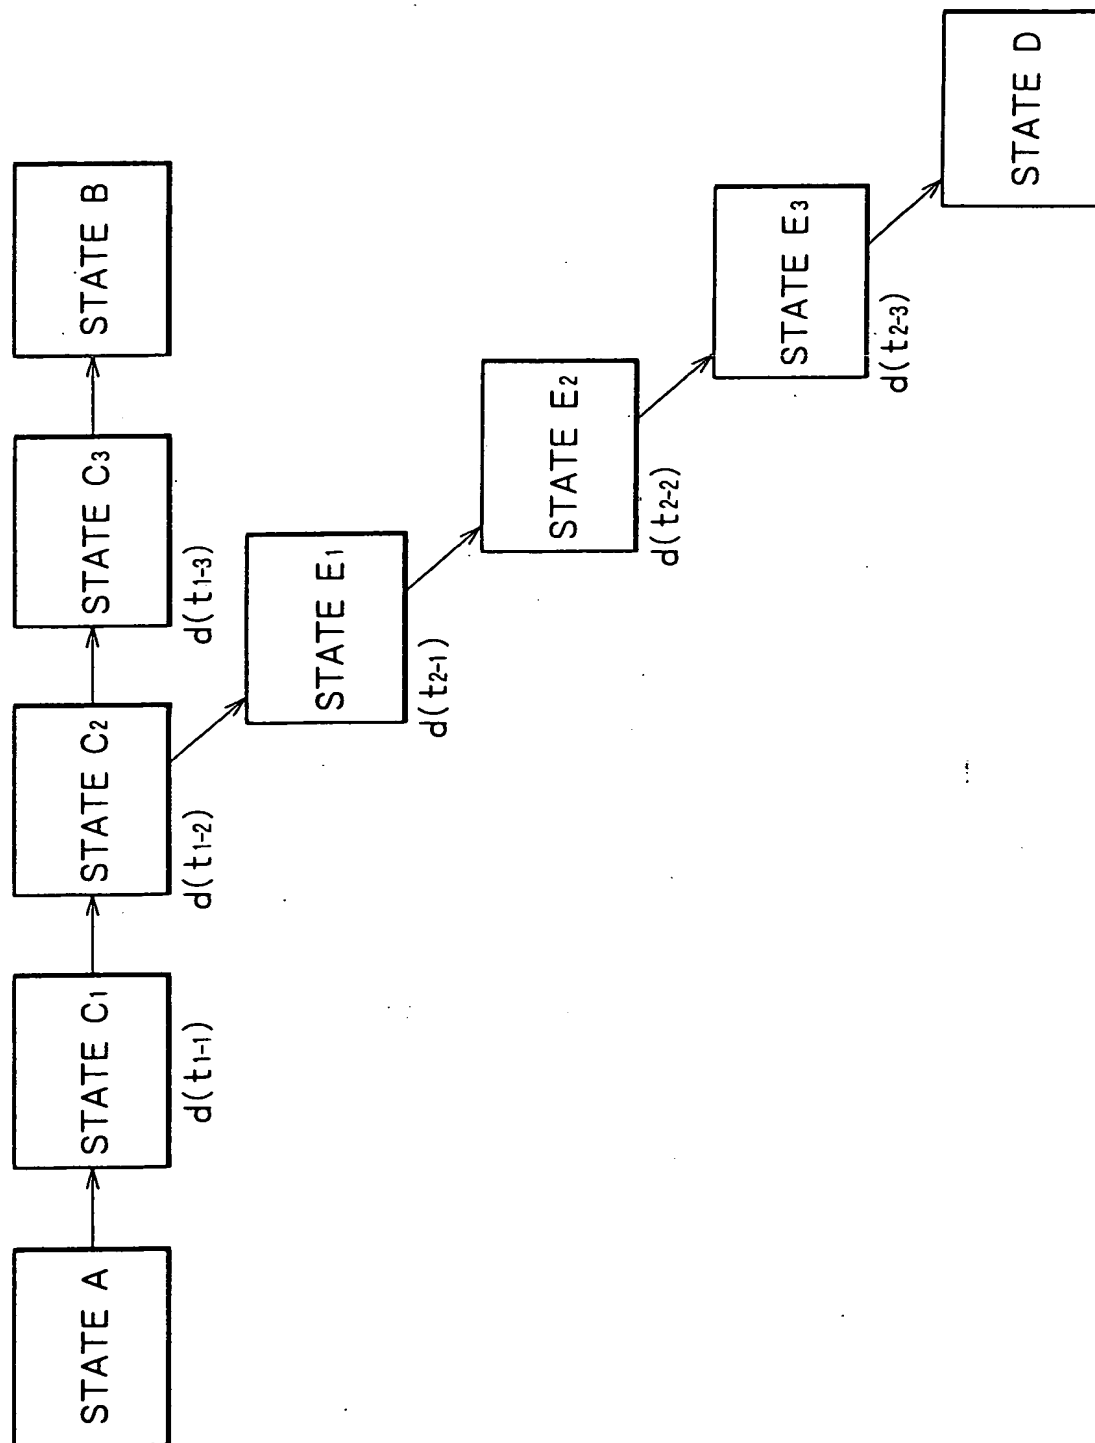 STATE A
STATE C1
d(t1-1)
STATE C2
d(t1-2)
STATE C3
d(t1-3)
STATE B
STATE E1
d(t2-1)
STATE E2
d(t2-2)
STATE E3
d(t2-3)
STATE D